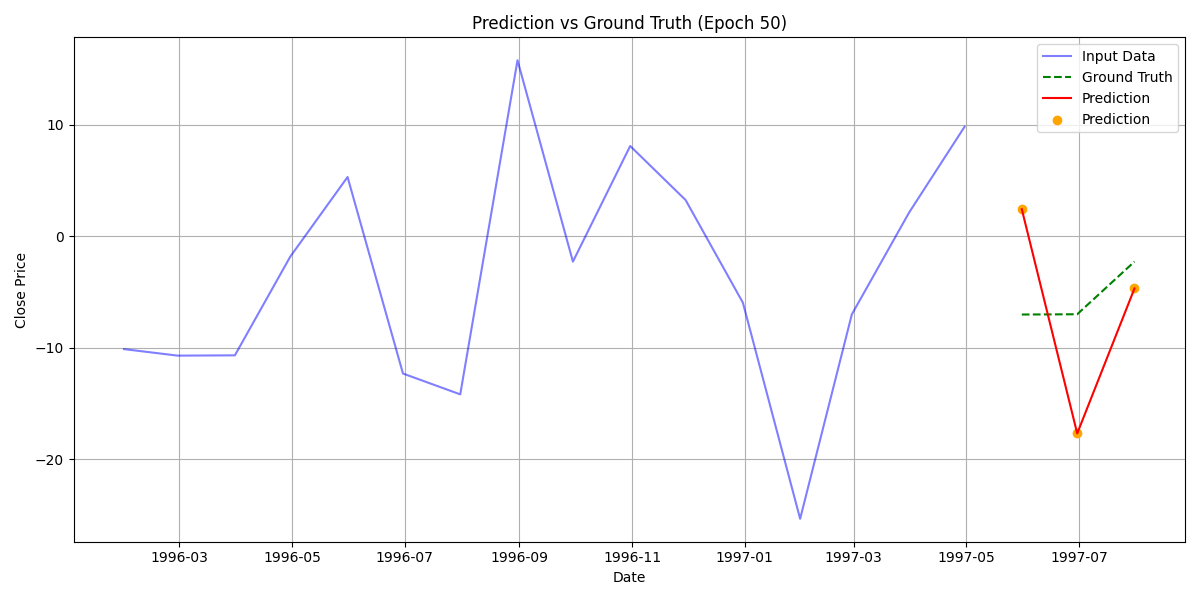 Prediction vs Ground Truth (Epoch 50)
Input Data
Ground Truth
Prediction
Prediction
Close Price
10
0
−10
−20
1996-03 1996-05 1996-07 1996-09 1996-11 1997-01 1997-03 1997-05 1997-07
Date